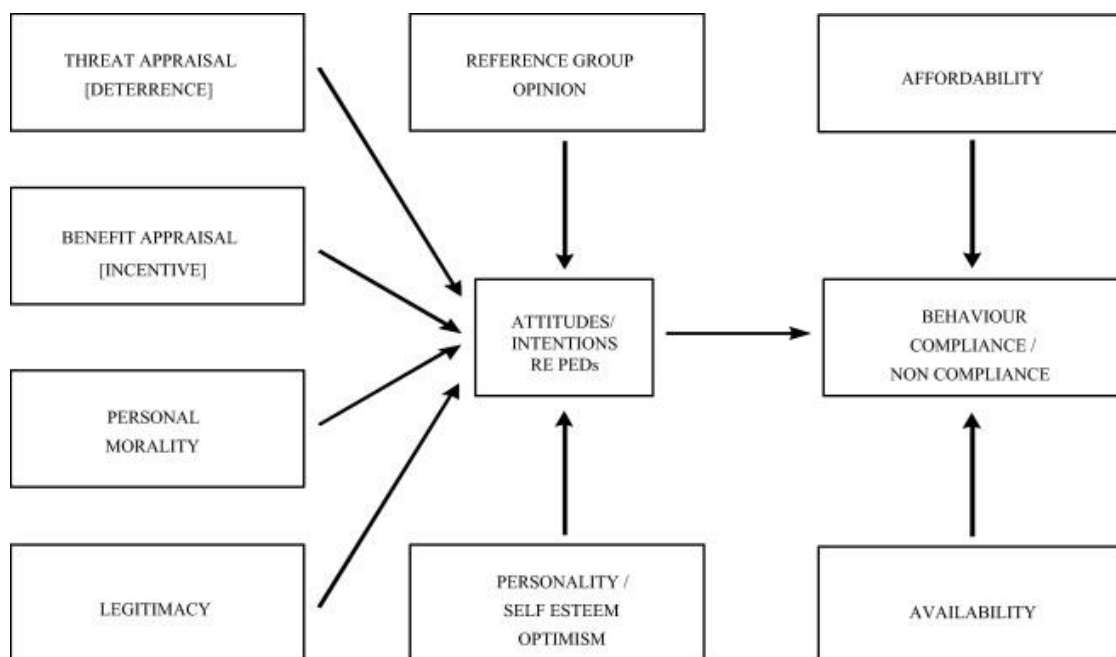 THREAT APPRAISAL
[DETERRENCE]
REFERENCE GROUP
OPINION
AFFORDABILITY
BENEFIT APPRAISAL
[INCENTIVE]
ATTITUDES/
INTENTIONS
RE PEDs
BEHAVIOUR
COMPLIANCE /
NON COMPLIANCE
PERSONAL
MORALITY
LEGITIMACY
PERSONALITY /
SELF ESTEEM
OPTIMISM
AVAILABILITY